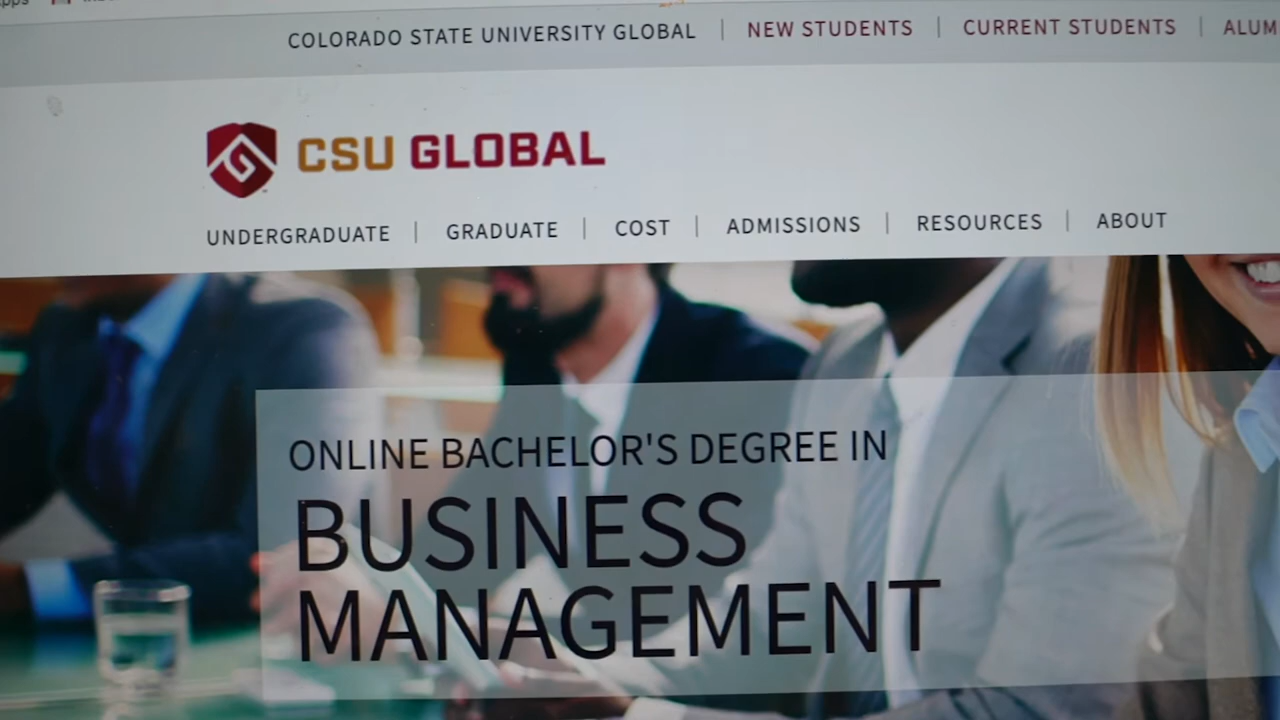 COLORADO STATE UNIVERSITY GLOBAL | NEW STUDENTS | CURRENT STUDENTS |
CSU GLOBAL
UNDERGRADUATE | GRADUATE | COST | ADMISSIONS | RESOURCES | ABOUT
ONLINE BACHELOR'S DEGREE IN
BUSINESS
MANAGEMENT